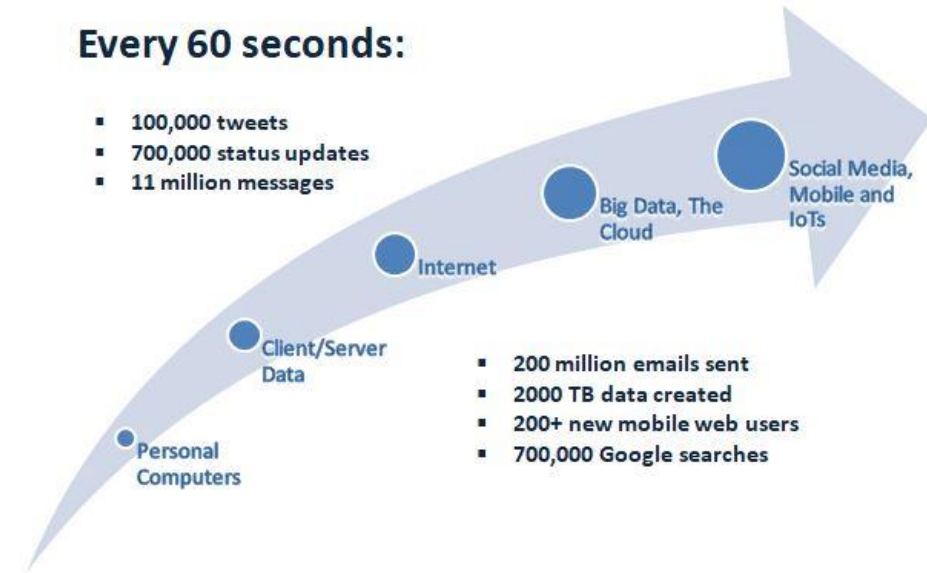 Every 60 seconds:
▪ 100,000 tweets
▪ 700,000 status updates
▪ 11 million messages
Social Media,
Mobile and
IoTs
Big Data, The
Cloud
Internet
Client/Server
Data
Personal
Computers
▪ 200 million emails sent
▪ 2000 TB data created
▪ 200+ new mobile web users
▪ 700,000 Google searches